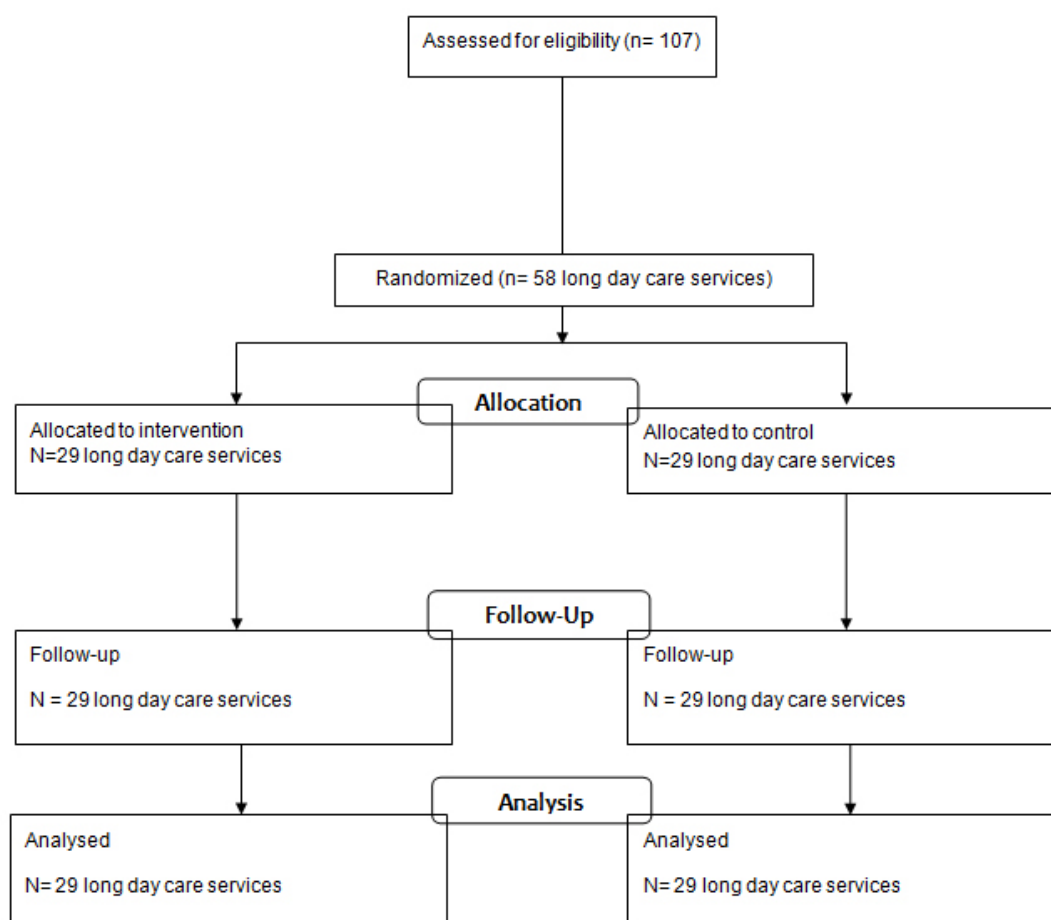 Assessed for eligibility (n= 107)
Randomized (n= 58 long day care services)
Allocation
Allocated to intervention
N=29 long day care services
Allocated to control
N=29 long day care services
Follow-Up
Follow-up
N = 29 long day care services
Follow-up
N = 29 long day care services
Analysis
Analysed
N= 29 long day care services
Analysed
N= 29 long day care services